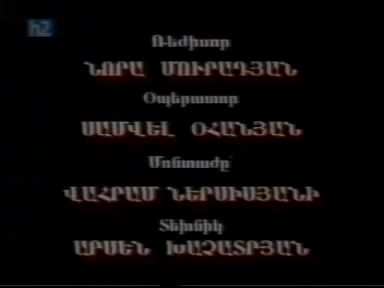 h2
Ռեժիսոր
ՆՈՐԱ ՄՈՒՐԱԴՅԱՆ
Օպերատոր
ՍԱՄՎԵԼ ՕՀԱՆՅԱՆ
Մոնտաժը՝
ՎԱՀՐԱՄ ՆԵՐՍԻՍՅԱՆԻ
Տեխնիկ
ԱՐՍԵՆ ԽԱՉԱՏՐՅԱՆ